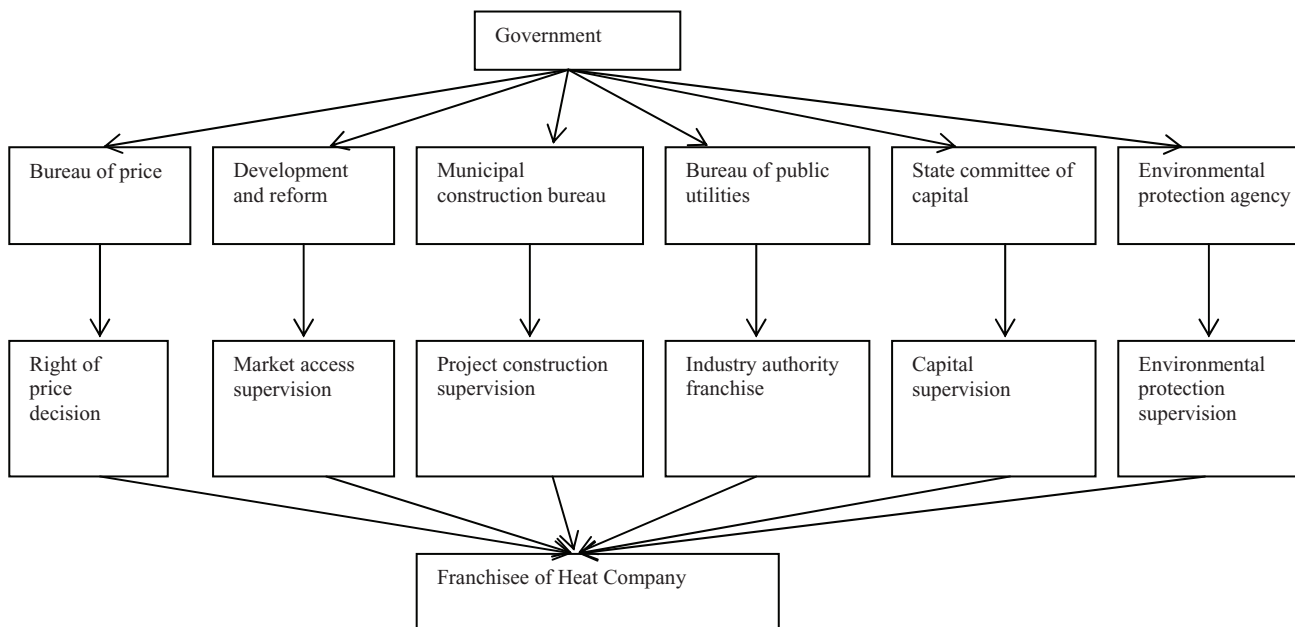 Government
Bureau of price
Development
and reform
Municipal
construction bureau
Bureau of public
utilities
State committee of
capital
Environmental
protection agency
Right of
price
decision
Market access
supervision
Project construction
supervision
Industry authority
franchise
Capital
supervision
Environmental
protection
supervision
Franchisee of Heat Company